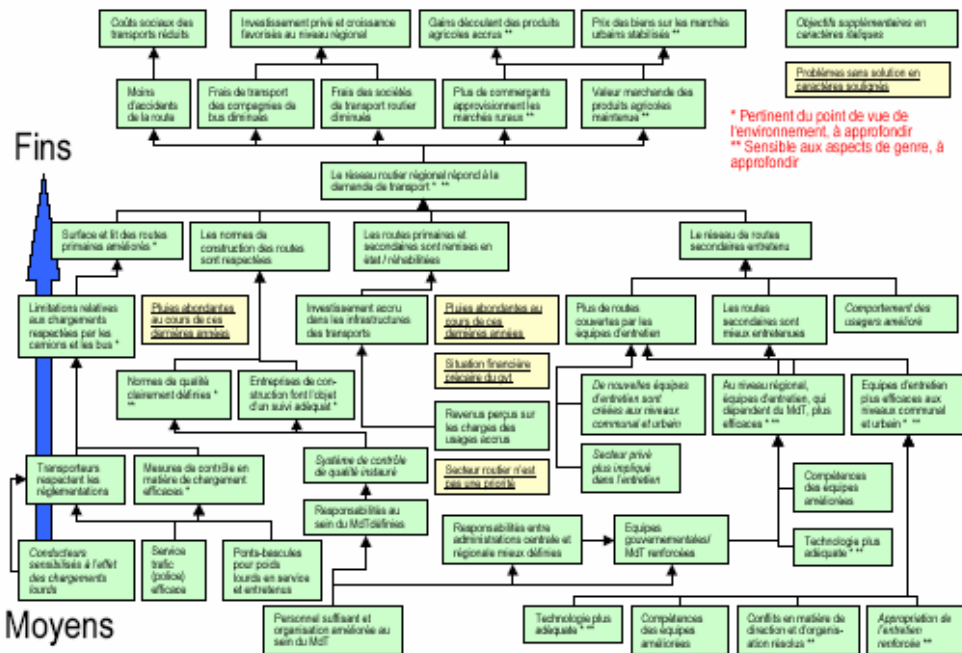 Coûts sociaux des
transports réduits
Investissement privé et croissance
favorisés au niveau régional
Gains découlant des produits
agricoles accrus **
Prix des biens sur les marchés
urbains stabilisés **
Objectifs supplémentaires en
caractères italiques
Problèmes sans solution en
caractères soulignés
Moins
d'accidents
de la route
Frais de transport
des compagnies de
bus diminués
Frais des sociétés
de transport routier
diminués
Plus de commerçants
approvisionnent les
marchés ruraux **
Valeur marchande des
produits agricoles
maintenue **
* Pertinent du point de vue de
l'environnement, à approfondir
** Sensible aux aspects de genre, à
approfondir
Fins
Le réseau routier régional répond à la
demande de transport * **
Surface et lit des routes
primaires améliorés *
Les normes de
construction des routes
sont respectées
Les routes primaires et
secondaires sont remises en
état / réhabilitées
Le réseau de routes
secondaires entretenu
Limitations relatives
aux chargements
respectées par les
camions et les bus *
Pluies abondantes
au cours de ces
dernières années
Investissement accru
dans les infrastructures
des transports
Pluies abondantes au
cours de ces
dernières années
Plus de routes
couvertes par les
équipes d'entretien
Les routes
secondaires sont
mieux entretenues
Comportement des
usagers amélioré
Situation financière
précaire du gvt
Normes de qualité
clairement définies *
**
Entreprises de con-
struction font l'objet
d'un suivi adéquat *
De nouvelles équipes
d'entretien sont
créées aux niveaux
communal et urbain
Au niveau régional,
équipes d'entretien, qui
dépendent du MdT, plus
efficaces * **
Equipes d'entretien
plus efficaces aux
niveaux communal
et urbain * **
Revenus perçus sur
les charges des
usages accrus
Secteur privé
plus impliqué
dans l'entretien
Transporteurs
respectent les
réglementations
Mesures de contrôle en
matière de chargement
efficaces *
Système de contrôle
de qualité instauré
Secteur routier n'est
pas une priorité
Compétences
des équipes
améliorées
Responsabilités au
sein du MdTdéfinies
Responsabilités entre
administrations centrale et
régionale mieux définies
Equipes
gouvernementales/
MdT renforcées
Technologie plus
adéquate * **
Conducteurs
sensibilisés à l'effet
des chargements
lourds
Service
trafic
(police)
efficace
Ponts-bascules
pour poids
lourds en service
et entretenus
Moyens
Personnel suffisant et
organisation améliorée au
sein du MdT
Technologie plus
adéquate * **
Compétences
des équipes
améliorées
Conflits en matière de
direction et d'organis-
ation résolus **
Appropriation de
l'entretien
renforcée **